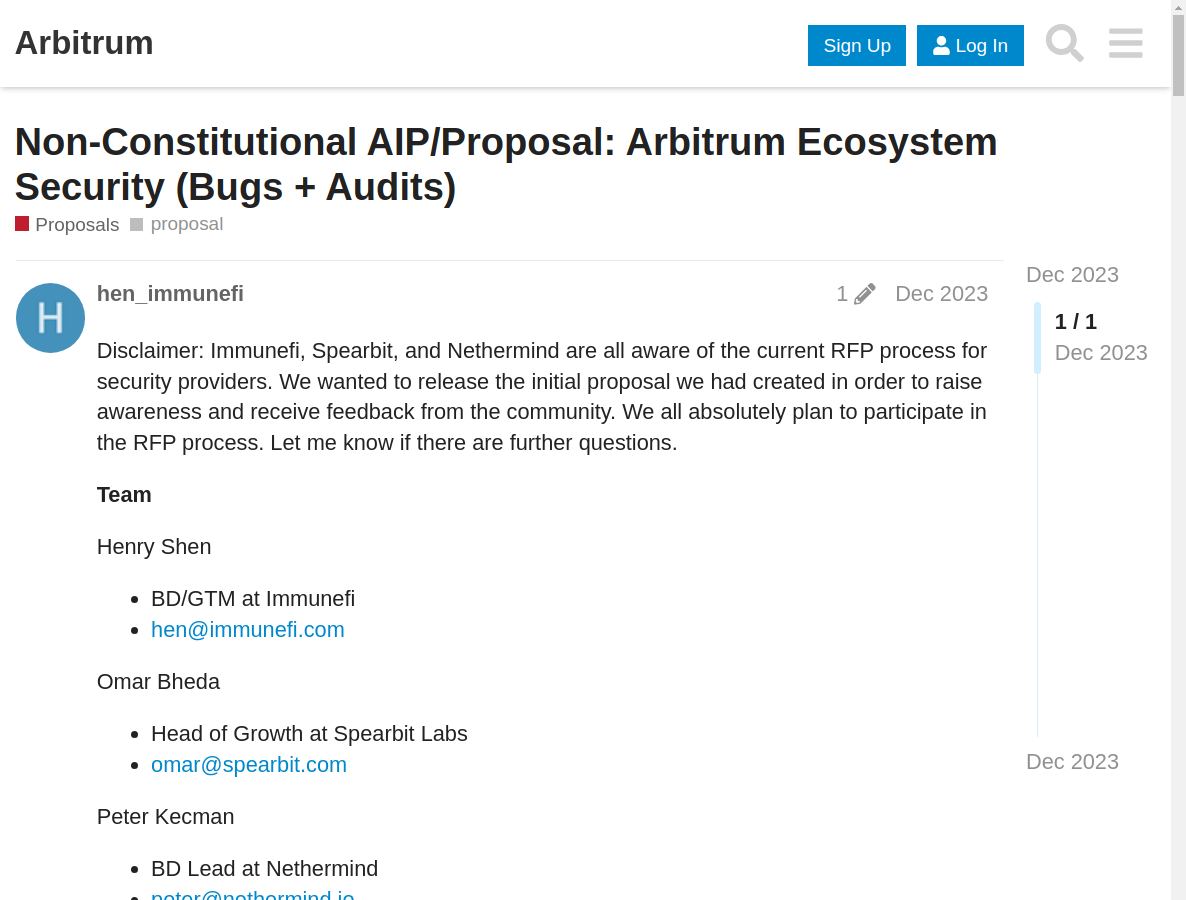 Arbitrum
Sign Up
Log In
Non-Constitutional AIP/Proposal: Arbitrum Ecosystem
Security (Bugs + Audits)
Proposals proposal
H
hen_immunefi
1
Dec 2023
Disclaimer: Immunefi, Spearbit, and Nethermind are all aware of the current RFP process for
security providers. We wanted to release the initial proposal we had created in order to raise
awareness and receive feedback from the community. We all absolutely plan to participate in
the RFP process. Let me know if there are further questions.
Team
Henry Shen
BD/GTM at Immunefi
hen@immunefi.com
Omar Bheda
Head of Growth at Spearbit Labs
omar@spearbit.com
Peter Kecman
BD Lead at Nethermind
peter@nethermind.io
Dec 2023
1 / 1
Dec 2023
Dec 2023